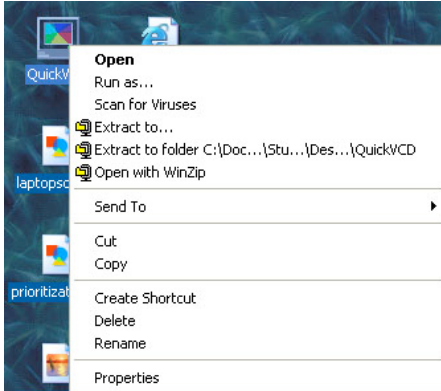 Open
QuickV
Run as...
Scan for Viruses
Extract to...
Extract to folder C:\Doc...\Stu...\Des...\QuickVCD
Open with WinZip
laptopsc
Send To
Cut
Copy
prioritizat
Create Shortcut
Delete
Rename
Properties